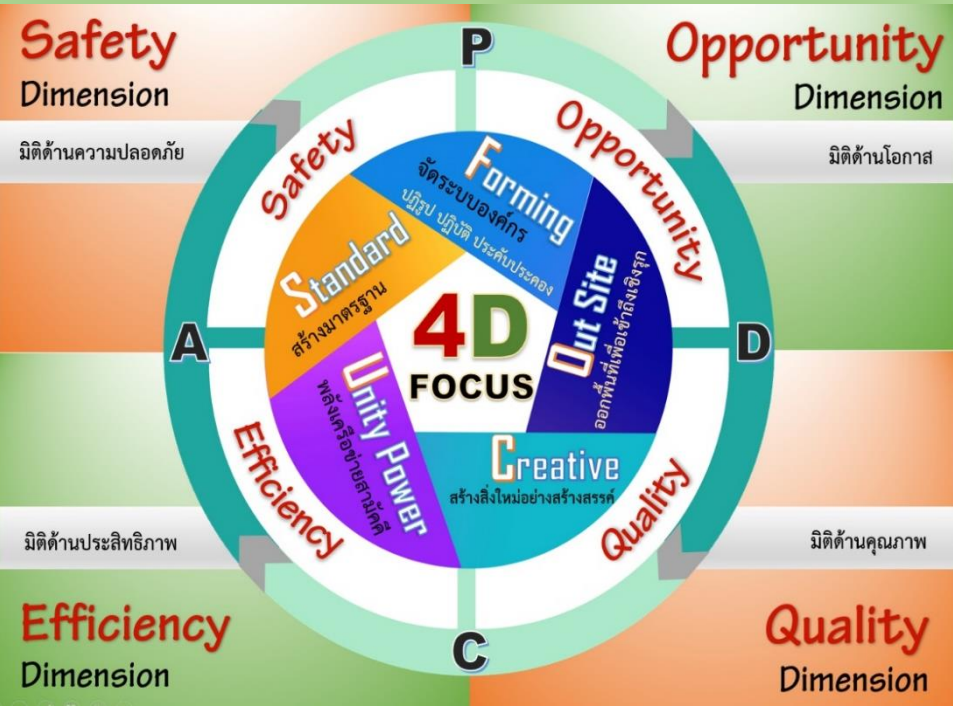 Safety
Dimension
มิติด้านความปลอดภัย
Opportunity
Dimension
มิติด้านโอกาส
P
Safety
Opportunity
Forming
จัดระบบองค์กร
ปฏิรูป ปฏิบัติ ประคับประคอง
Standard
สร้างมาตรฐาน
Out Site
ออกพื้นที่เพื่อเข้าถึงเชิงรุก
A
4D
FOCUS
D
Unity Power
พลังเครือข่ายสามัคคี
Creative
สร้างสิ่งใหม่อย่างสร้างสรรค์
Efficiency
Quality
C
มิติด้านประสิทธิภาพ
Efficiency
Dimension
มิติด้านคุณภาพ
Quality
Dimension